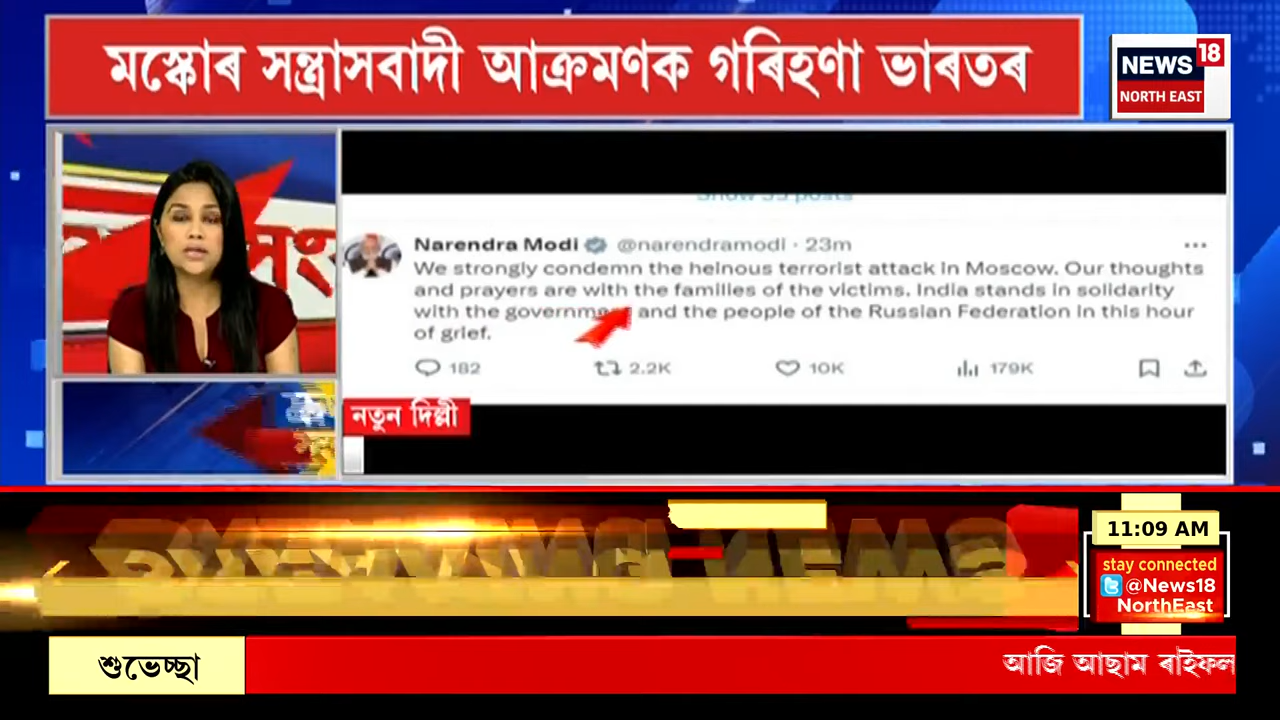 মস্কোৰ সন্ত্ৰাসবাদী আক্ৰমণক গৰিহণা ভাৰতৰ
NEWS 18
NORTH EAST
Show 35 posts
Narendra Modi @narendramodi · 23m
We strongly condemn the heinous terrorist attack in Moscow. Our thoughts
and prayers are with the families of the victims. India stands in solidarity
with the and the people of the Russian Federation in this hour
of grief.
182 2.2K 10K 179K
নতুন দিল্লী
11:09 AM
stay connected
@News18
NorthEast
শুভেচ্ছা
আজি আছাম ৰাইফল